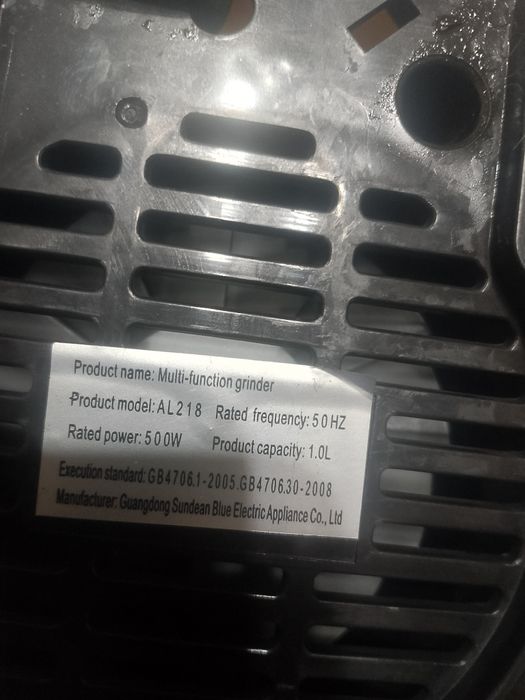 Product name: Multi-function grinder
Product model: AL218 Rated frequency: 50HZ
Rated power: 500W Product capacity: 1.0L
Execution standard: GB4706.1-2005.GB4706.30-2008
Manufacturer: Guangdong Sundean Blue Electric Appliance Co., Ltd